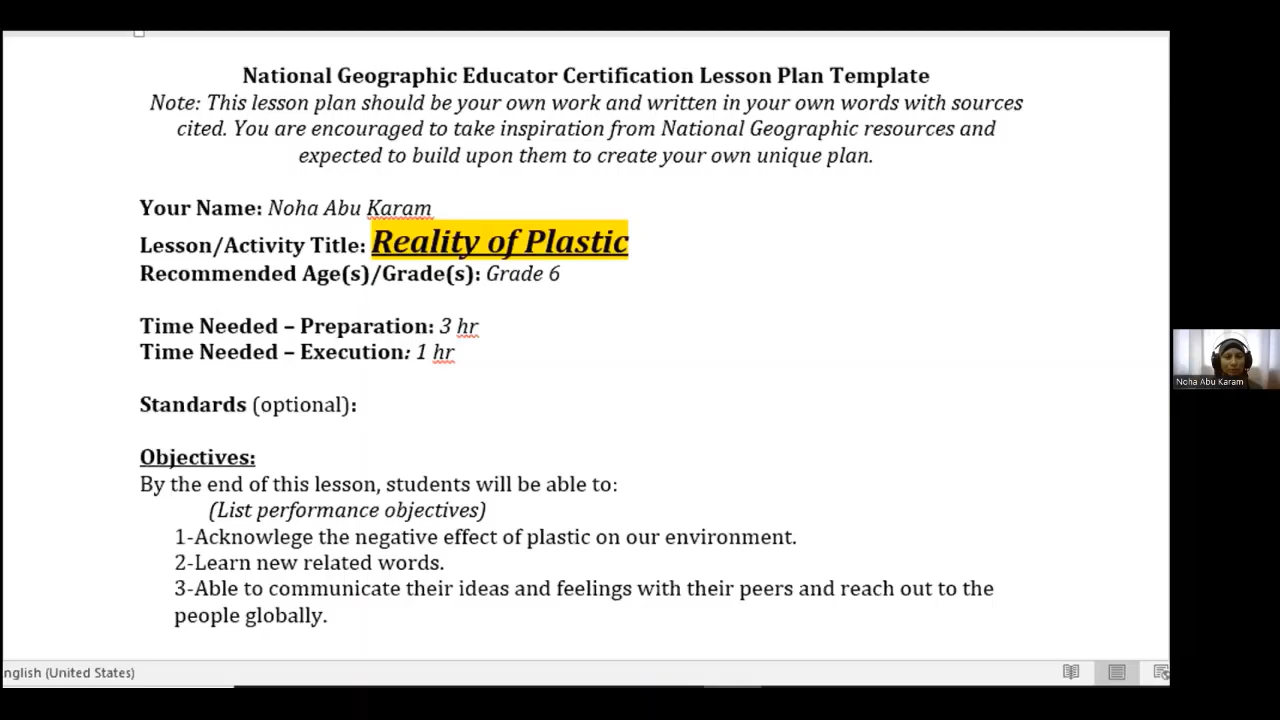 National Geographic Educator Certification Lesson Plan Template
Note: This lesson plan should be your own work and written in your own words with sources
cited. You are encouraged to take inspiration from National Geographic resources and
expected to build upon them to create your own unique plan.
Your Name: Noha Abu Karam
Lesson/Activity Title: Reality of Plastic
Recommended Age(s)/Grade(s): Grade 6
Time Needed – Preparation: 3 hr
Time Needed – Execution: 1 hr
Standards (optional):
Objectives:
By the end of this lesson, students will be able to:
(List performance objectives)
1-Acknowlege the negative effect of plastic on our environment.
2-Learn new related words.
3-Able to communicate their ideas and feelings with their peers and reach out to the
people globally.
nglish (United States)
Noha Abu Karam